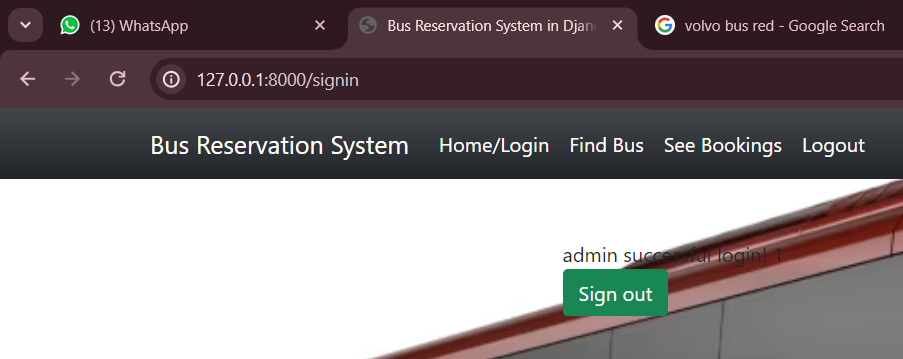 (13) WhatsApp
Bus Reservation System in Djan
volvo bus red - Google Search
127.0.0.1:8000/signin
Bus Reservation System Home/Login Find Bus See Bookings Logout
admin successful login! 1
Sign out